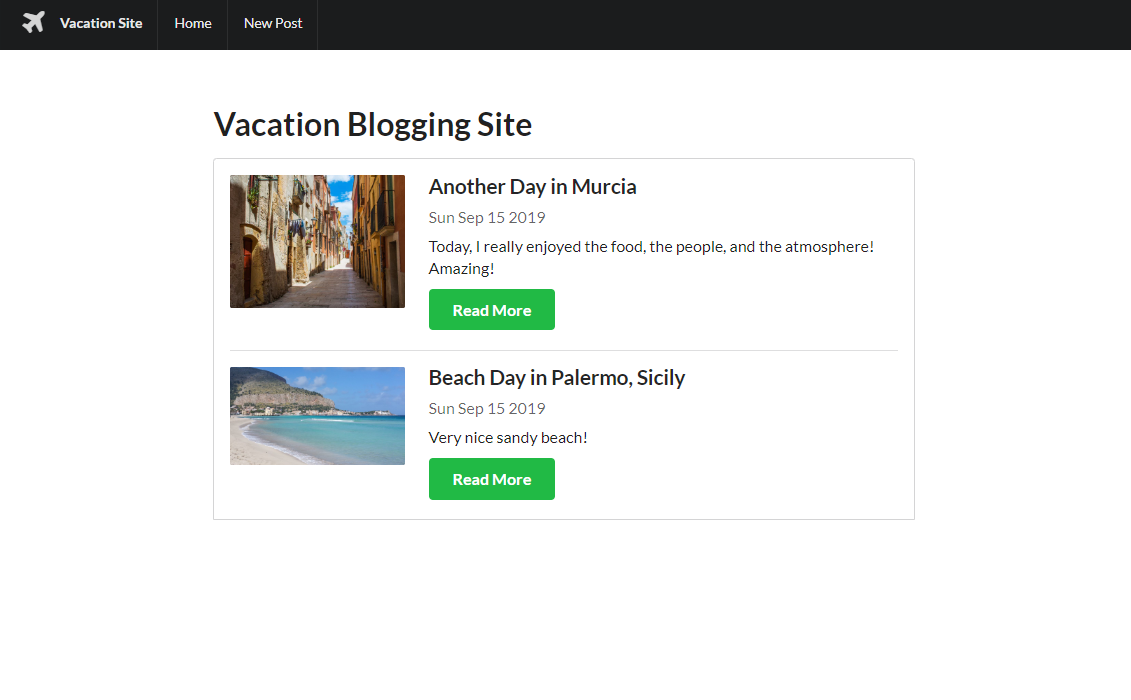 Vacation Site Home New Post
Vacation Blogging Site
Another Day in Murcia
Sun Sep 15 2019
Today, I really enjoyed the food, the people, and the atmosphere!
Amazing!
Read More
Beach Day in Palermo, Sicily
Sun Sep 15 2019
Very nice sandy beach!
Read More